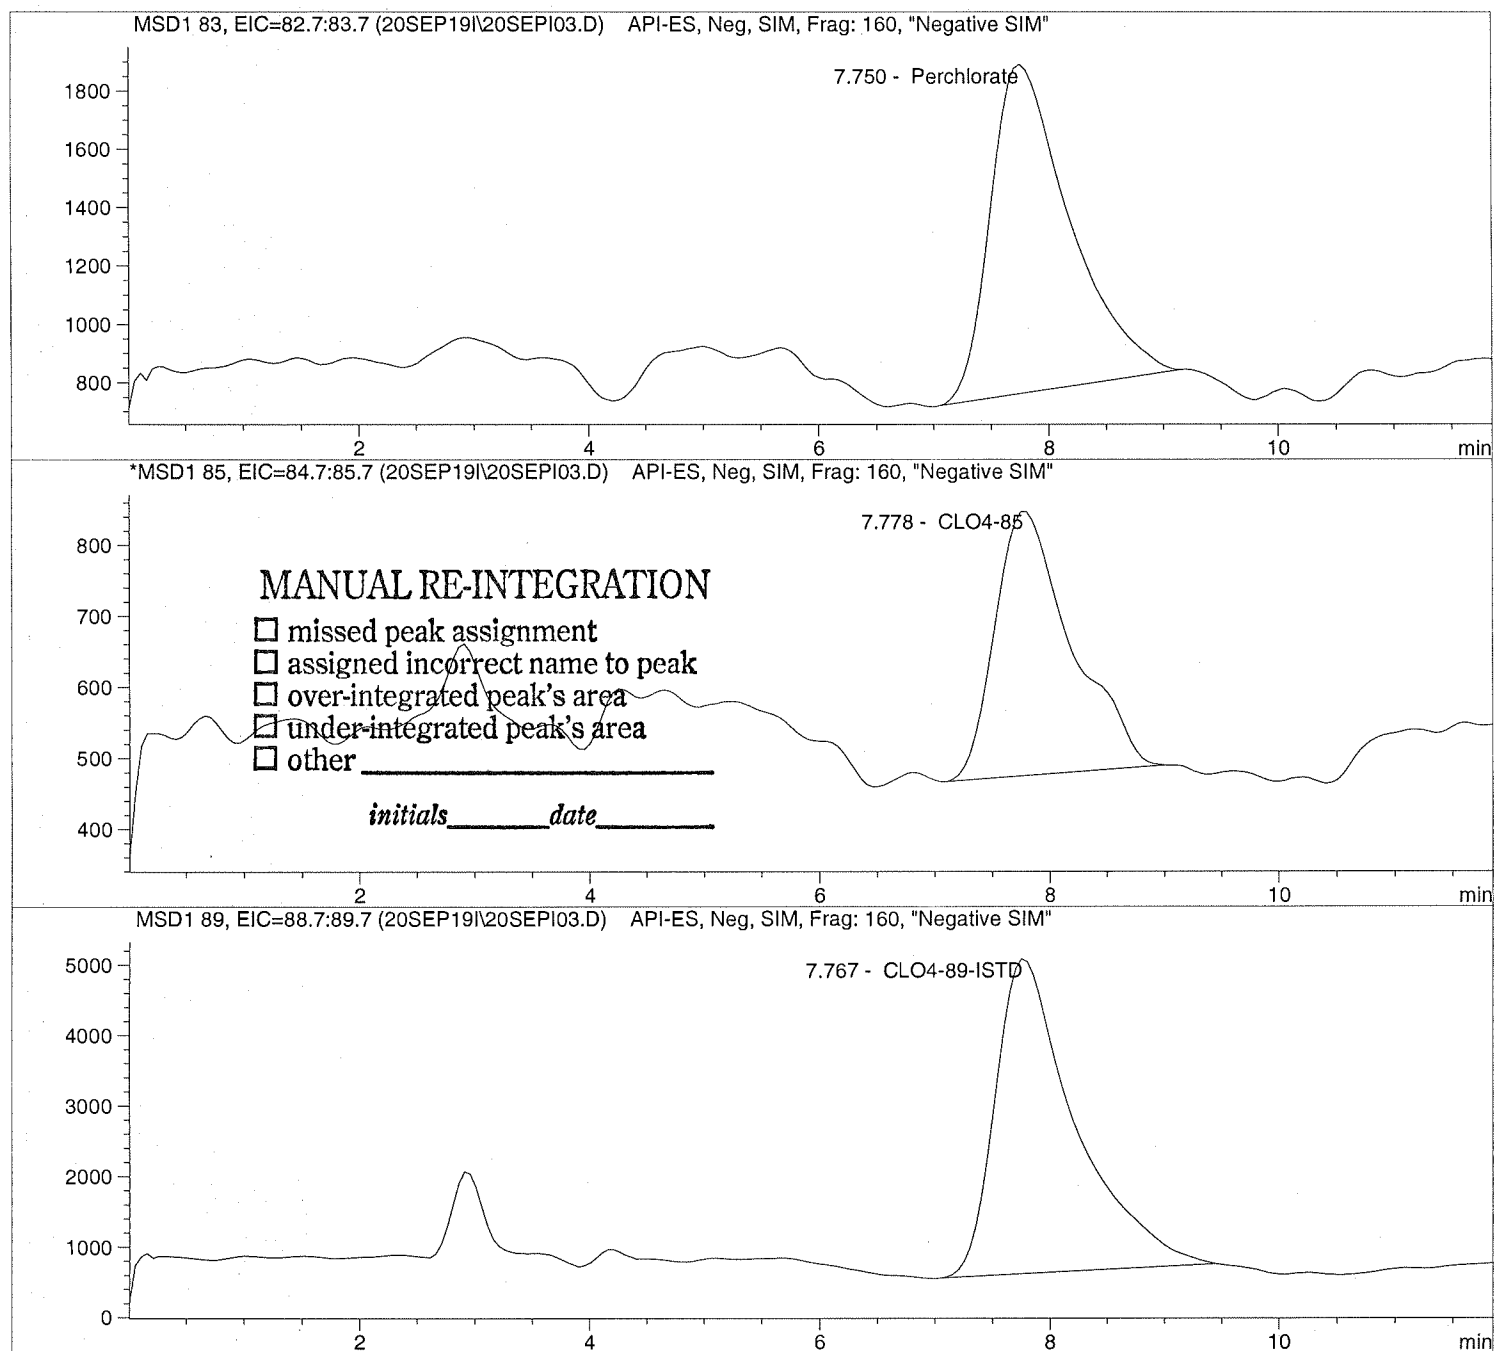 MSD1 83, EIC=82.7:83.7 (20SEP19I\20SEPI03.D) API-ES, Neg, SIM, Frag: 160, "Negative SIM"
7.750 - Perchlorate
1800
1600
1400
1200
1000
800
2 4 6 8 10 min
*MSD1 85, EIC=84.7:85.7 (20SEP19I\20SEPI03.D) API-ES, Neg, SIM, Frag: 160, "Negative SIM"
7.778 - CLO4-85
800
700
600
500
400
MANUAL RE-INTEGRATION
☐ missed peak assignment
☐ assigned incorrect name to peak
☐ over-integrated peak's area
☐ under-integrated peak's area
☐ other
initials date
2 4 6 8 10 min
MSD1 89, EIC=88.7:89.7 (20SEP19I\20SEPI03.D) API-ES, Neg, SIM, Frag: 160, "Negative SIM"
7.767 - CLO4-89-ISTD
5000
4000
3000
2000
1000
0
2 4 6 8 10 min